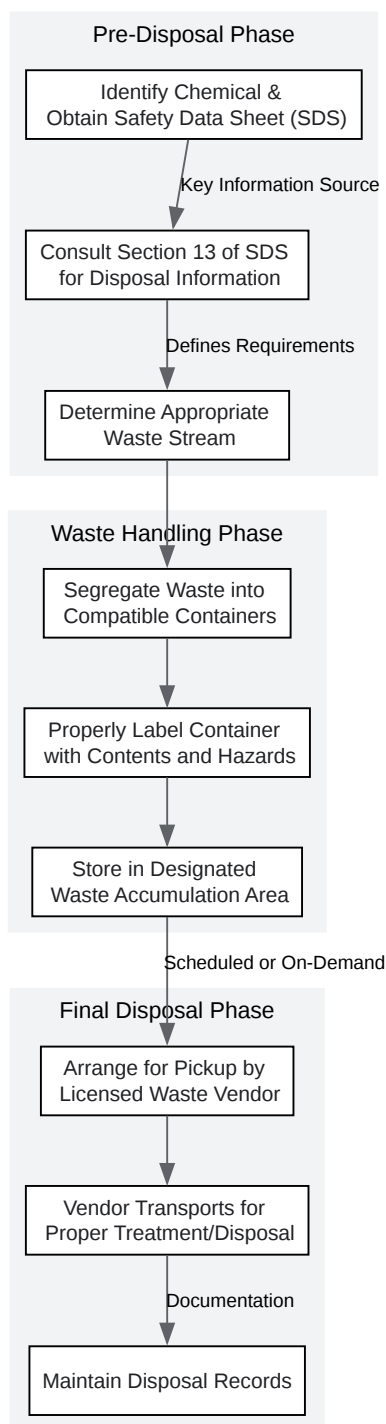 Pre-Disposal Phase
Identify Chemical &
Obtain Safety Data Sheet (SDS)
Key Information Source
Consult Section 13 of SDS
for Disposal Information
Defines Requirements
Determine Appropriate
Waste Stream
Waste Handling Phase
Segregate Waste into
Compatible Containers
Properly Label Container
with Contents and Hazards
Store in Designated
Waste Accumulation Area
Scheduled or On-Demand
Final Disposal Phase
Arrange for Pickup by
Licensed Waste Vendor
Vendor Transports for
Proper Treatment/Disposal
Documentation
Maintain Disposal Records